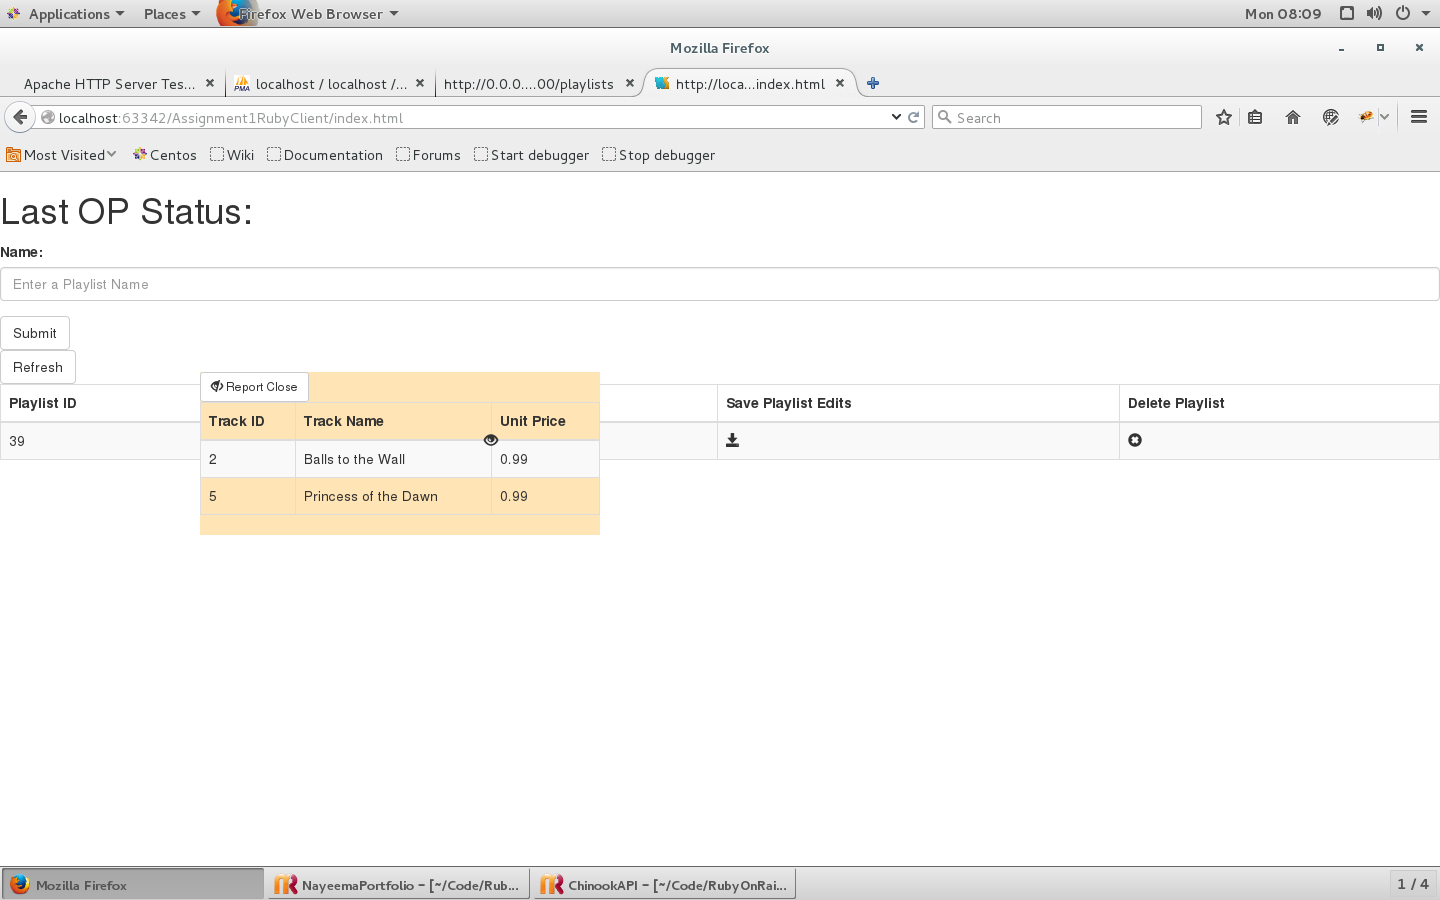 Applications Places Firefox Web Browser Mon 08:09
Mozilla Firefox
Apache HTTP Server Tes... localhost / localhost /... http://0.0.0....00/playlists http://loca...index.html
localhost:63342/Assignment1RubyClient/index.html Search
Most Visited Centos Wiki Documentation Forums Start debugger Stop debugger
Last OP Status:
Name:
Enter a Playlist Name
Submit
Refresh
Report Close
Playlist ID Save Playlist Edits Delete Playlist
Track ID Track Name Unit Price
39
2 Balls to the Wall 0.99
5 Princess of the Dawn 0.99
Mozilla Firefox NayeemaPortfolio - [~/Code/Rub... ChinookAPI - [~/Code/RubyOnRai... 1 / 4